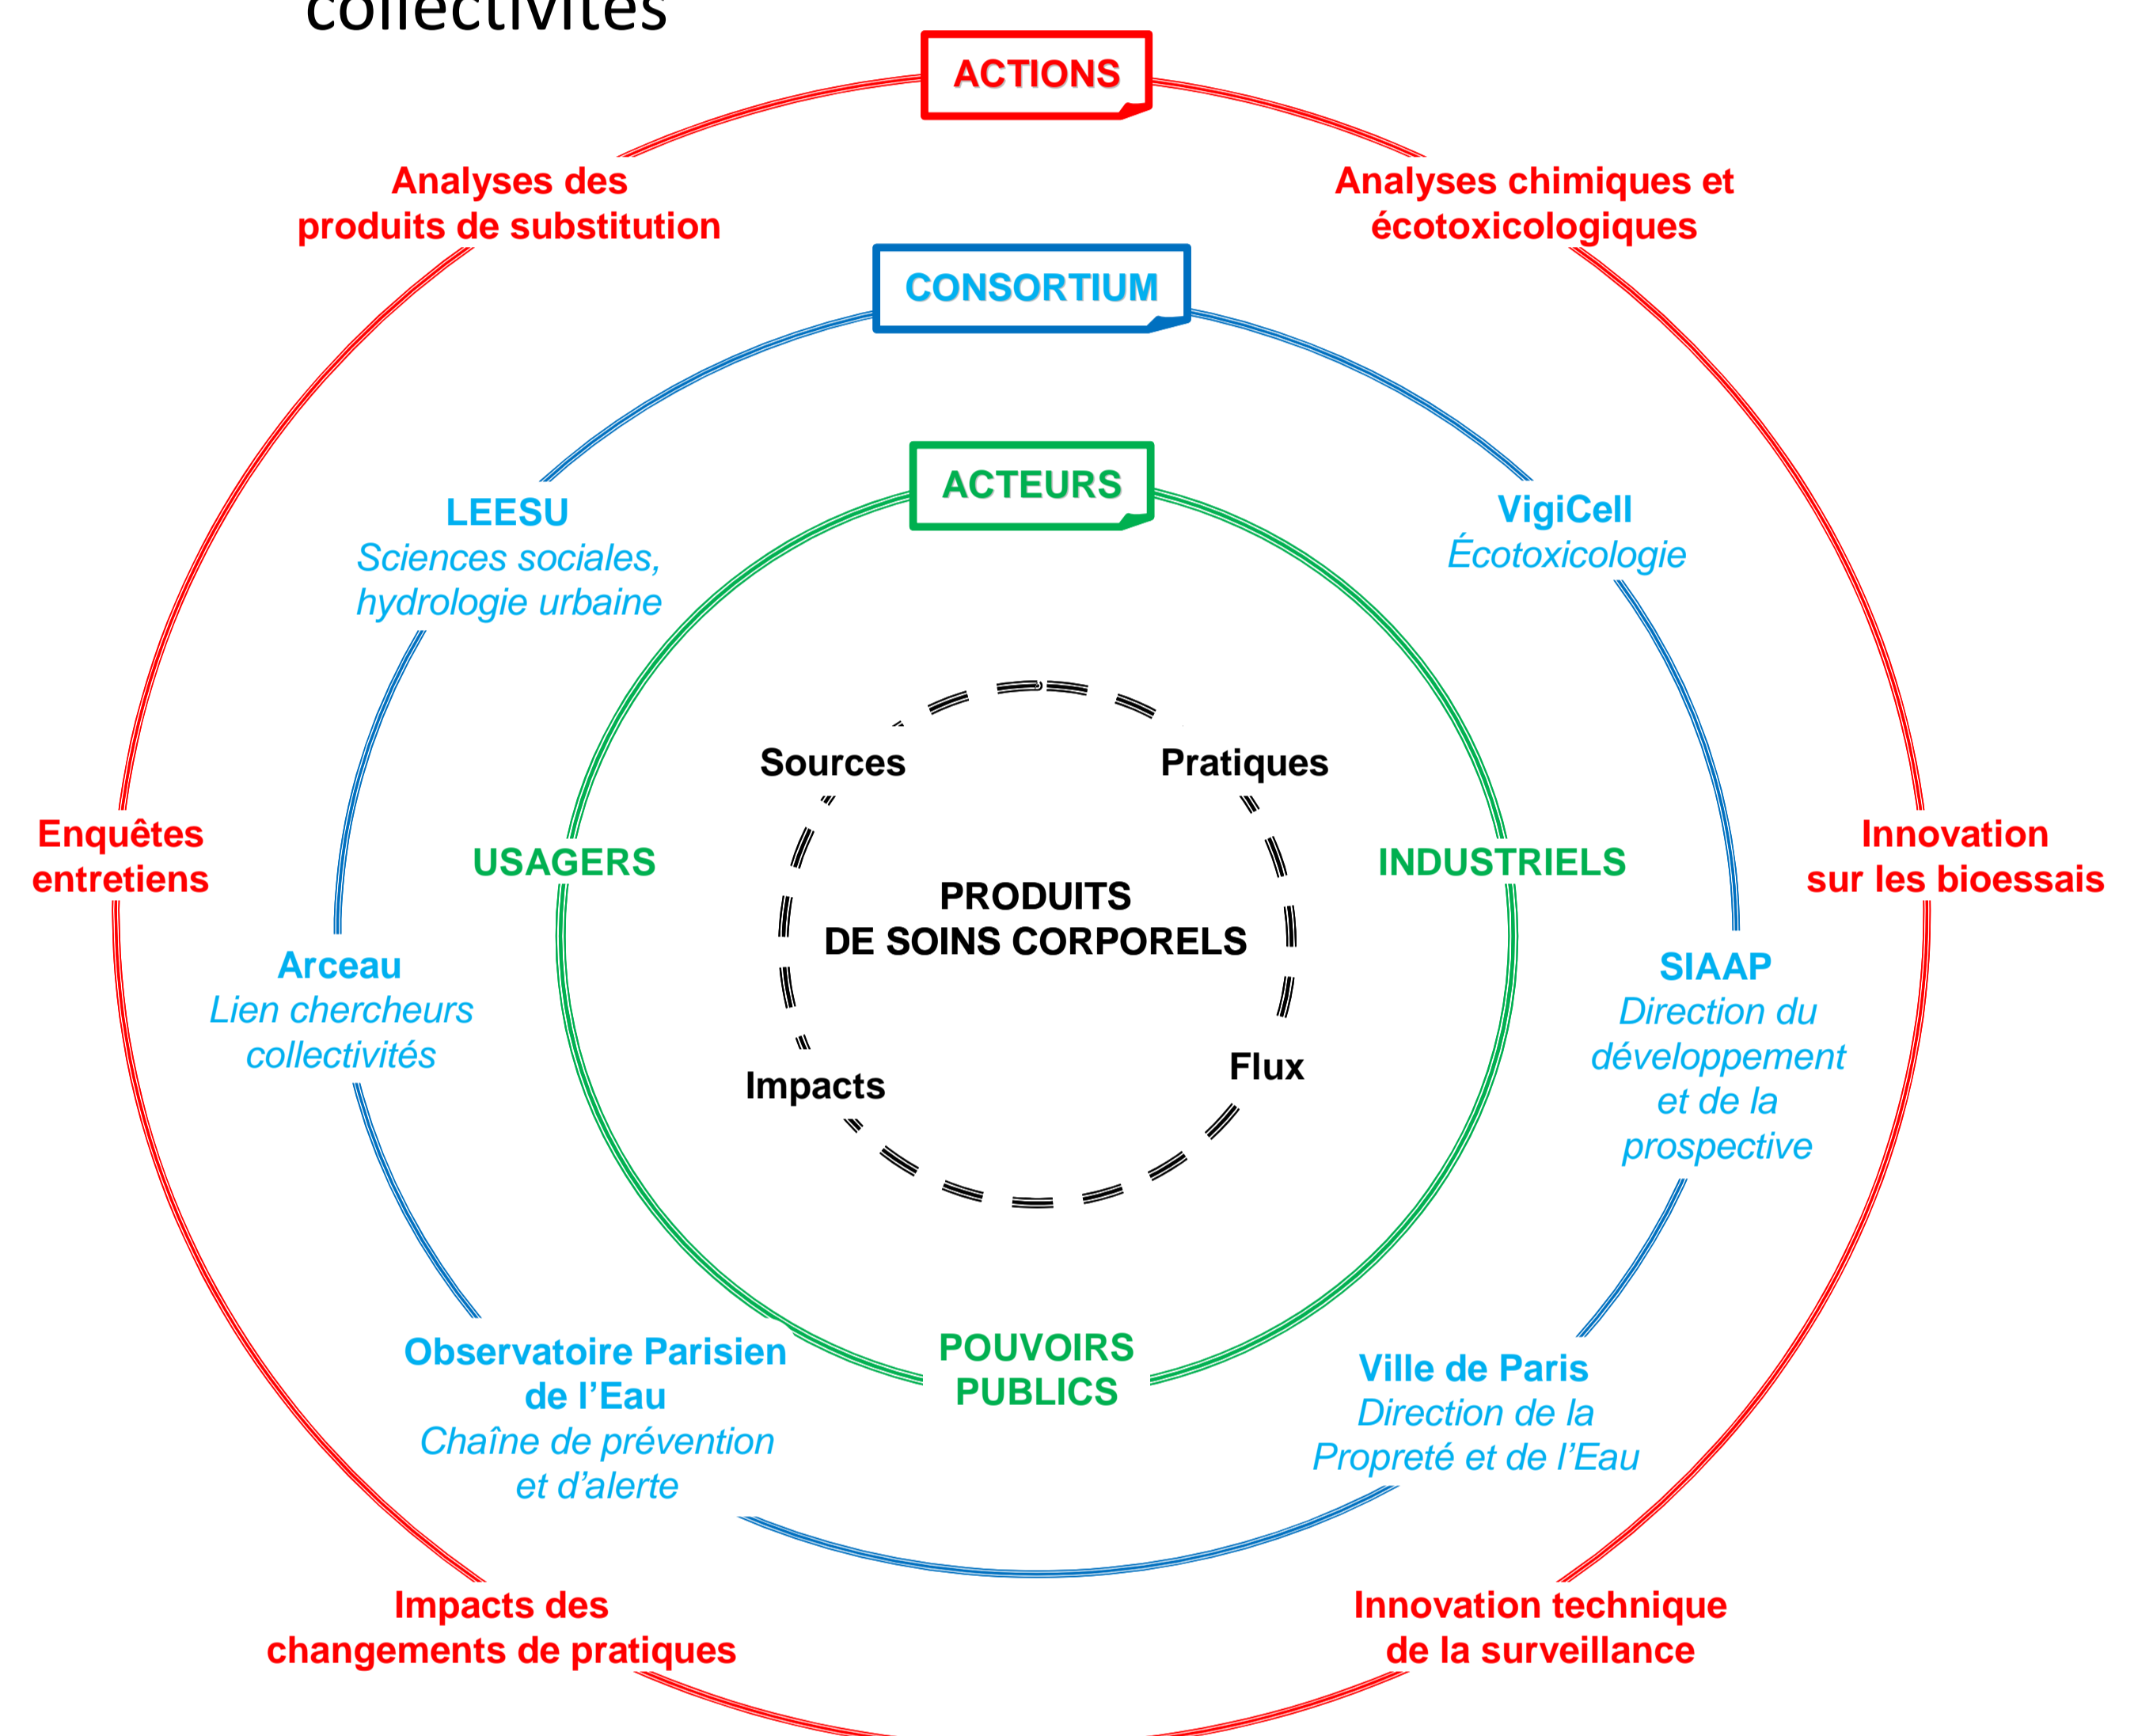 collectivités
ACTIONS
Analyses des
produits de substitution
Analyses chimiques et
écotoxicologiques
CONSORTIUM
ACTEURS
LEESU
Sciences sociales,
hydrologie urbaine
VigiCell
Écotoxicologie
Sources
Pratiques
Enquêtes
entretiens
USAGERS
INDUSTRIELS
Innovation
sur les bioessais
PRODUITS
DE SOINS CORPORELS
Arceau
Lien chercheurs
collectivités
SIAAP
Direction du
développement
et de la
prospective
Impacts
Flux
Observatoire Parisien
de l’Eau
Chaîne de prévention
et d’alerte
POUVOIRS
PUBLICS
Ville de Paris
Direction de la
Propreté et de l’Eau
Impacts des
changements de pratiques
Innovation technique
de la surveillance